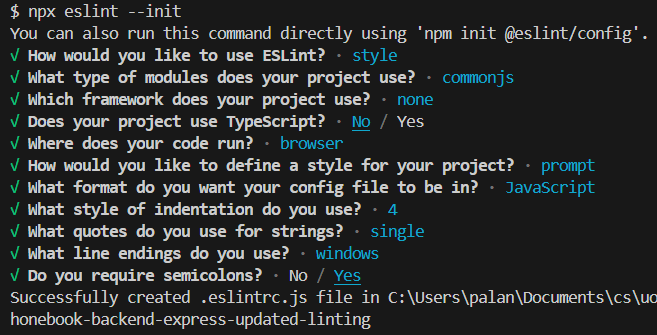 $ npx eslint --init
You can also run this command directly using 'npm init @eslint/config'.
√ How would you like to use ESLint? · style
√ What type of modules does your project use? · commonjs
√ Which framework does your project use? · none
√ Does your project use TypeScript? · No / Yes
√ Where does your code run? · browser
√ How would you like to define a style for your project? · prompt
√ What format do you want your config file to be in? · JavaScript
√ What style of indentation do you use? · 4
√ What quotes do you use for strings? · single
√ What line endings do you use? · windows
√ Do you require semicolons? · No / Yes
Successfully created .eslintrc.js file in C:\Users\palan\Documents\cs\uo
honebook-backend-express-updated-linting